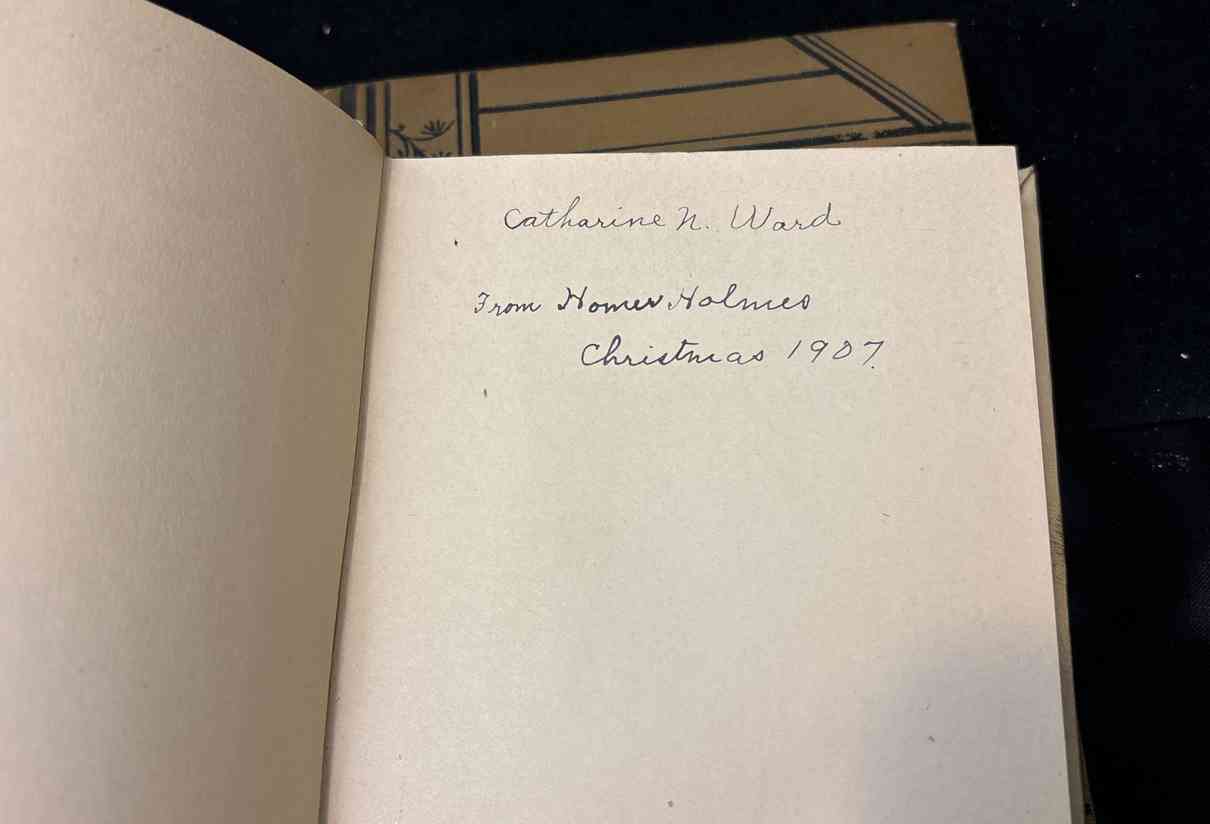 Catharine N. Ward
From Homer Holmes
Christmas 1907.